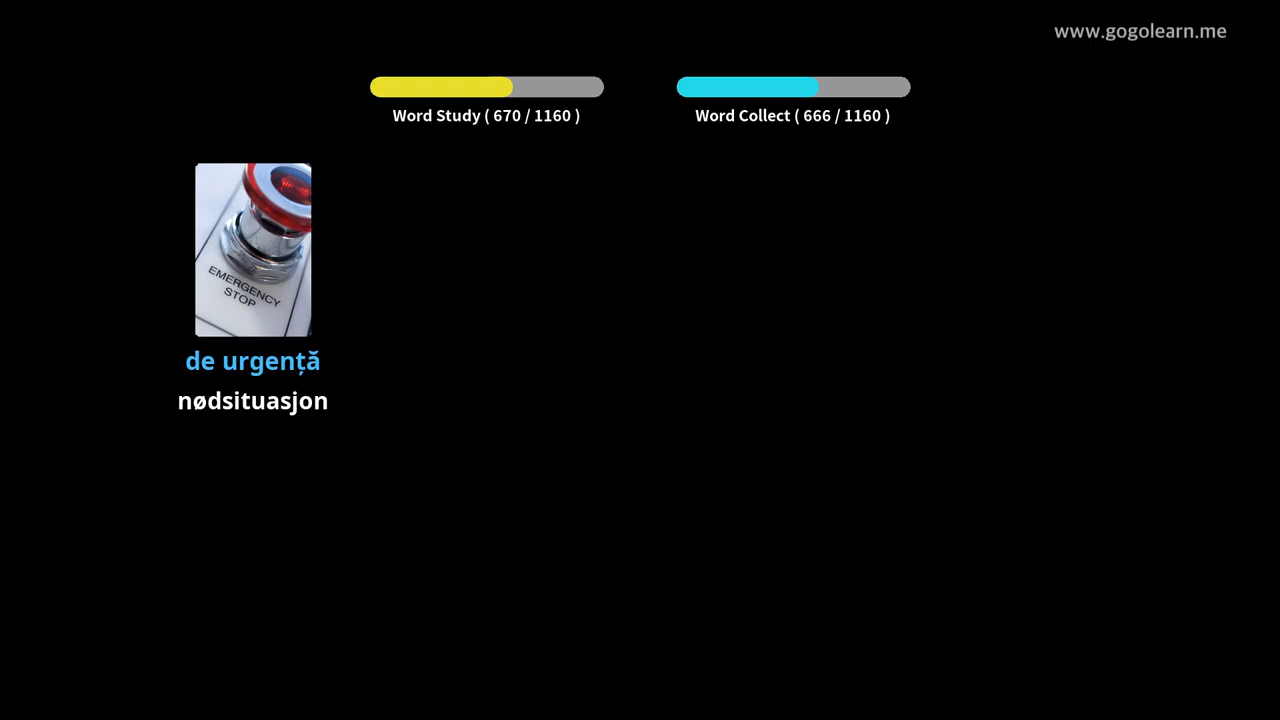 www.gogolearn.me
Word Study ( 670 / 1160 )
Word Collect ( 666 / 1160 )
EMERGENCY
STOP
de urgență
nødsituasjon